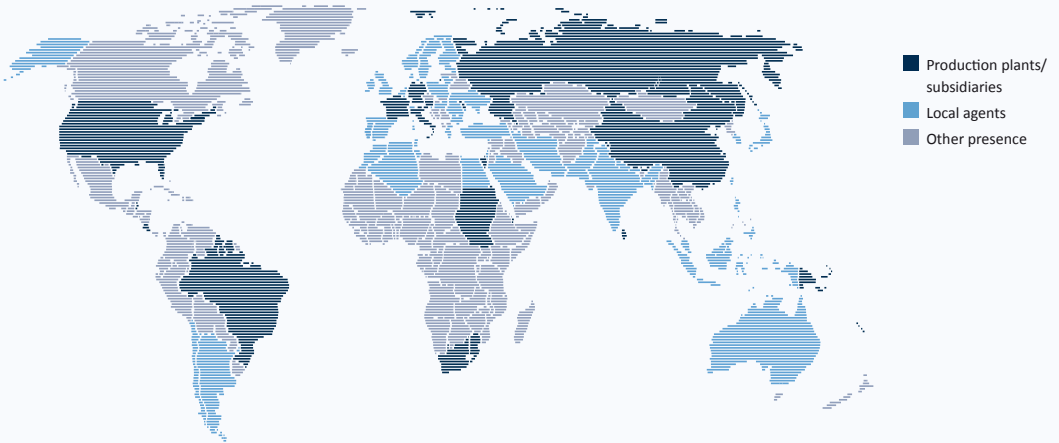 Production plants/
subsidiaries
Local agents
Other presence